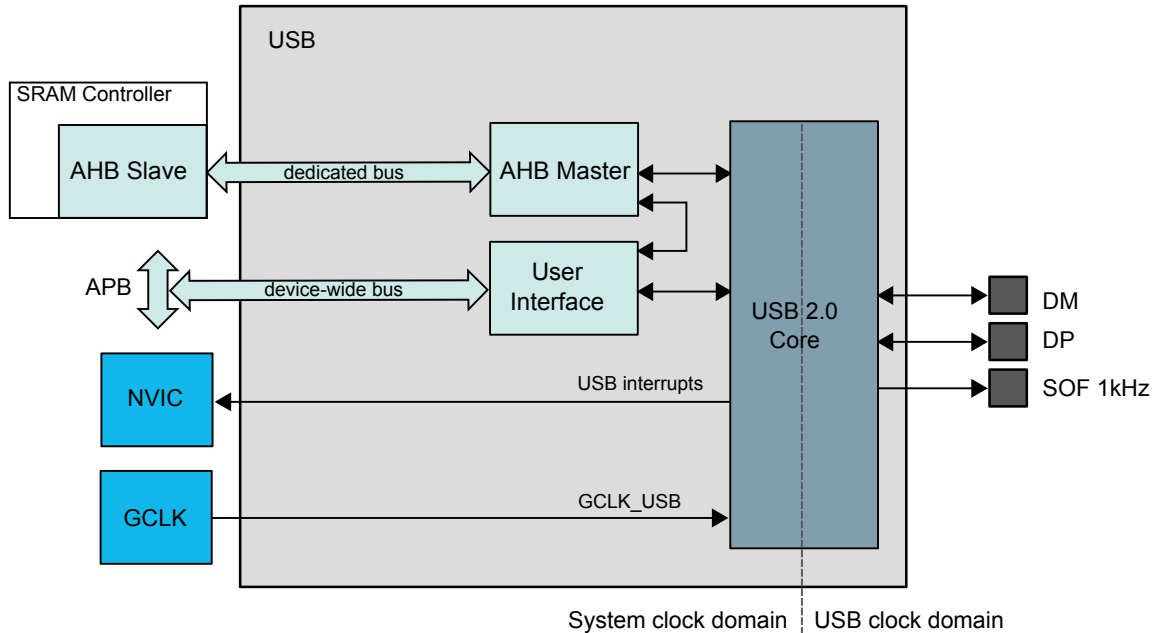 USB
SRAM Controller
AHB Slave
dedicated bus
AHB Master
APB
device-wide bus
User
Interface
USB 2.0
Core
DM
DP
SOF 1kHz
NVIC
USB interrupts
GCLK
GCLK_USB
System clock domain
USB clock domain